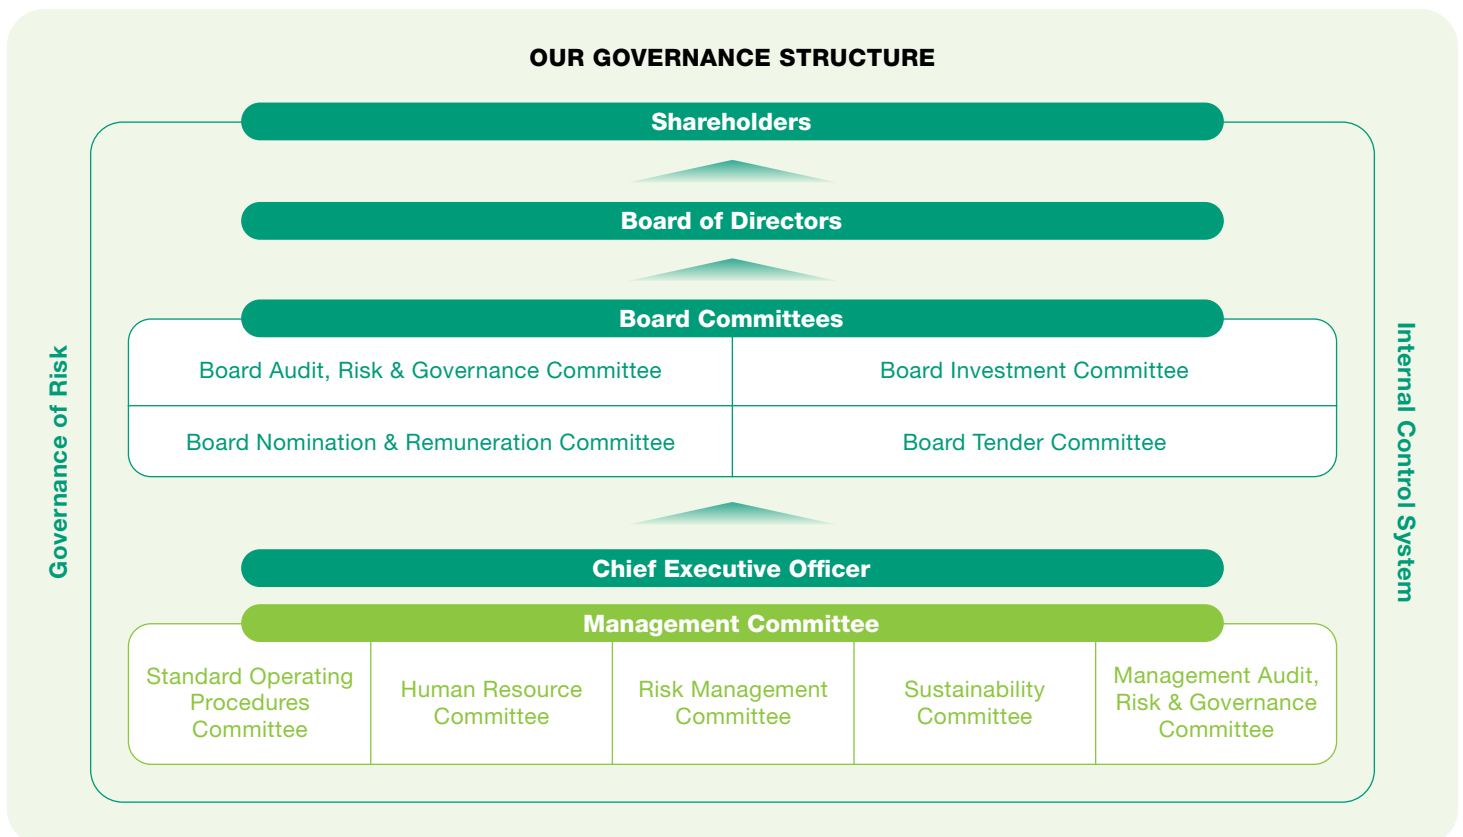 OUR GOVERNANCE STRUCTURE
Shareholders
Board of Directors
Board Committees
Board Audit, Risk & Governance Committee
Board Investment Committee
Board Nomination & Remuneration Committee
Board Tender Committee
Chief Executive Officer
Management Committee
Standard Operating
Procedures
Committee
Human Resource
Committee
Risk Management
Committee
Sustainability
Committee
Management Audit,
Risk & Governance
Committee
Governance of Risk
Internal Control System